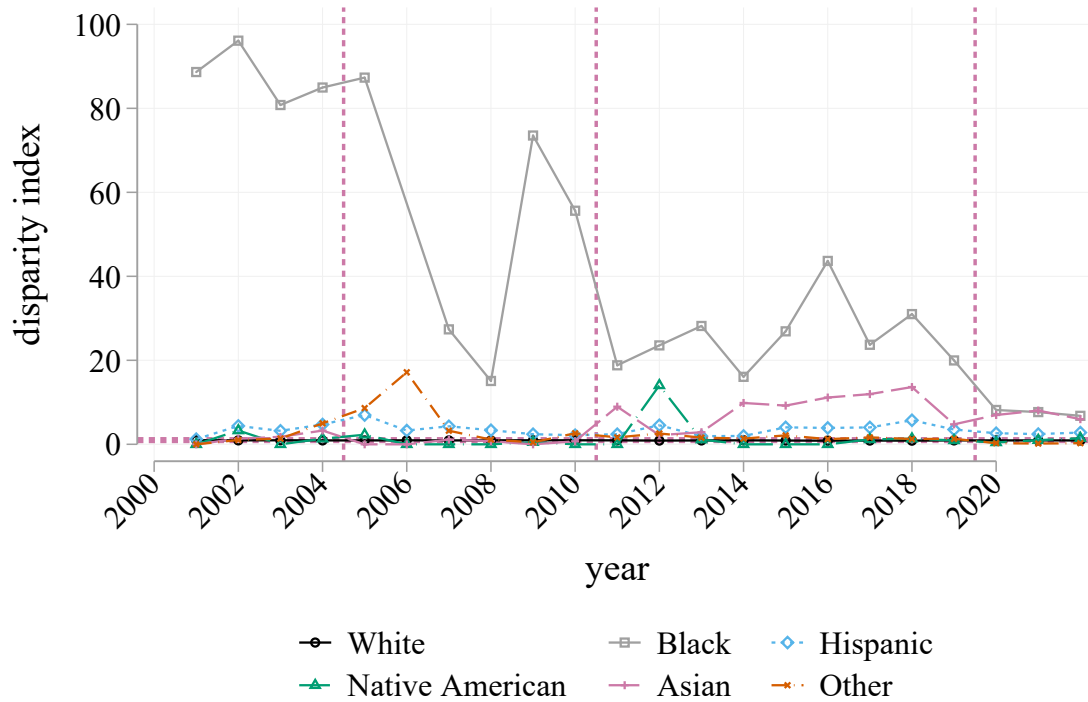 100
80
60
40
20
0
disparity index
2000 2002 2004 2006 2008 2010 2012 2014 2016 2018 2020
year
White Black Hispanic
Native American Asian Other